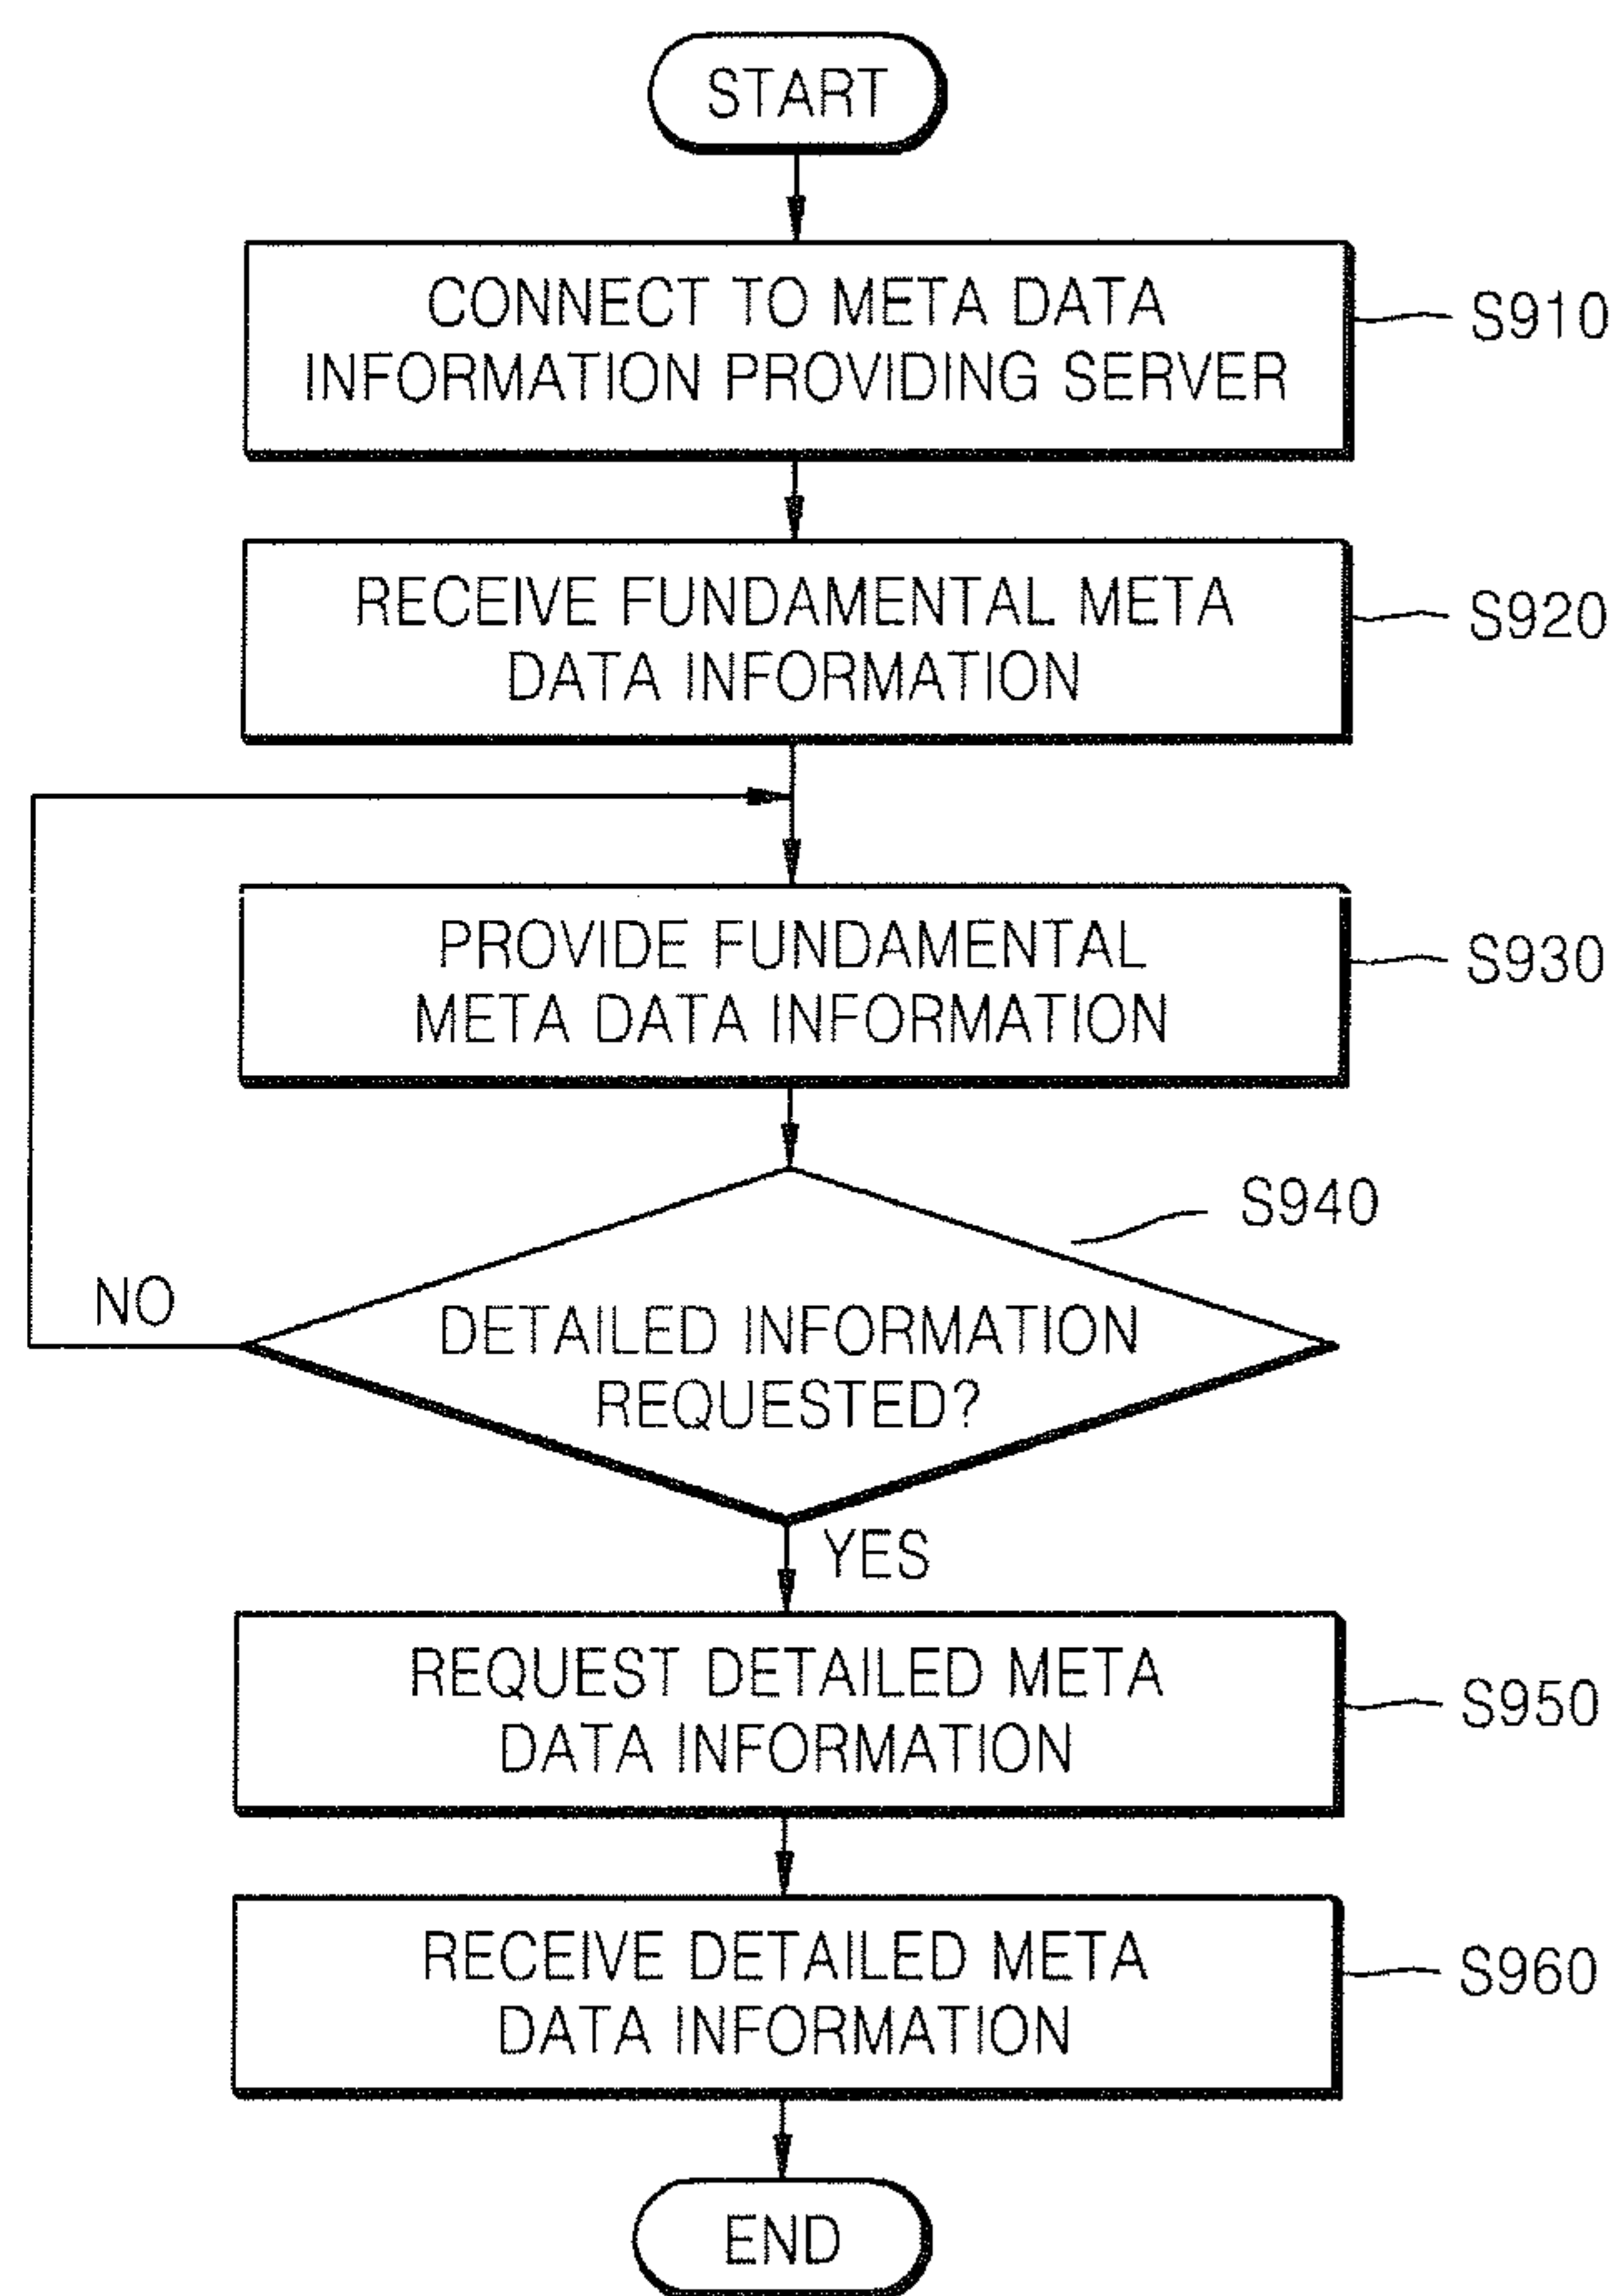 START
CONNECT TO META DATA
INFORMATION PROVIDING SERVER
S910
RECEIVE FUNDAMENTAL META
DATA INFORMATION
S920
PROVIDE FUNDAMENTAL
META DATA INFORMATION
S930
S940
NO
DETAILED INFORMATION
REQUESTED?
YES
REQUEST DETAILED META
DATA INFORMATION
S950
RECEIVE DETAILED META
DATA INFORMATION
S960
END